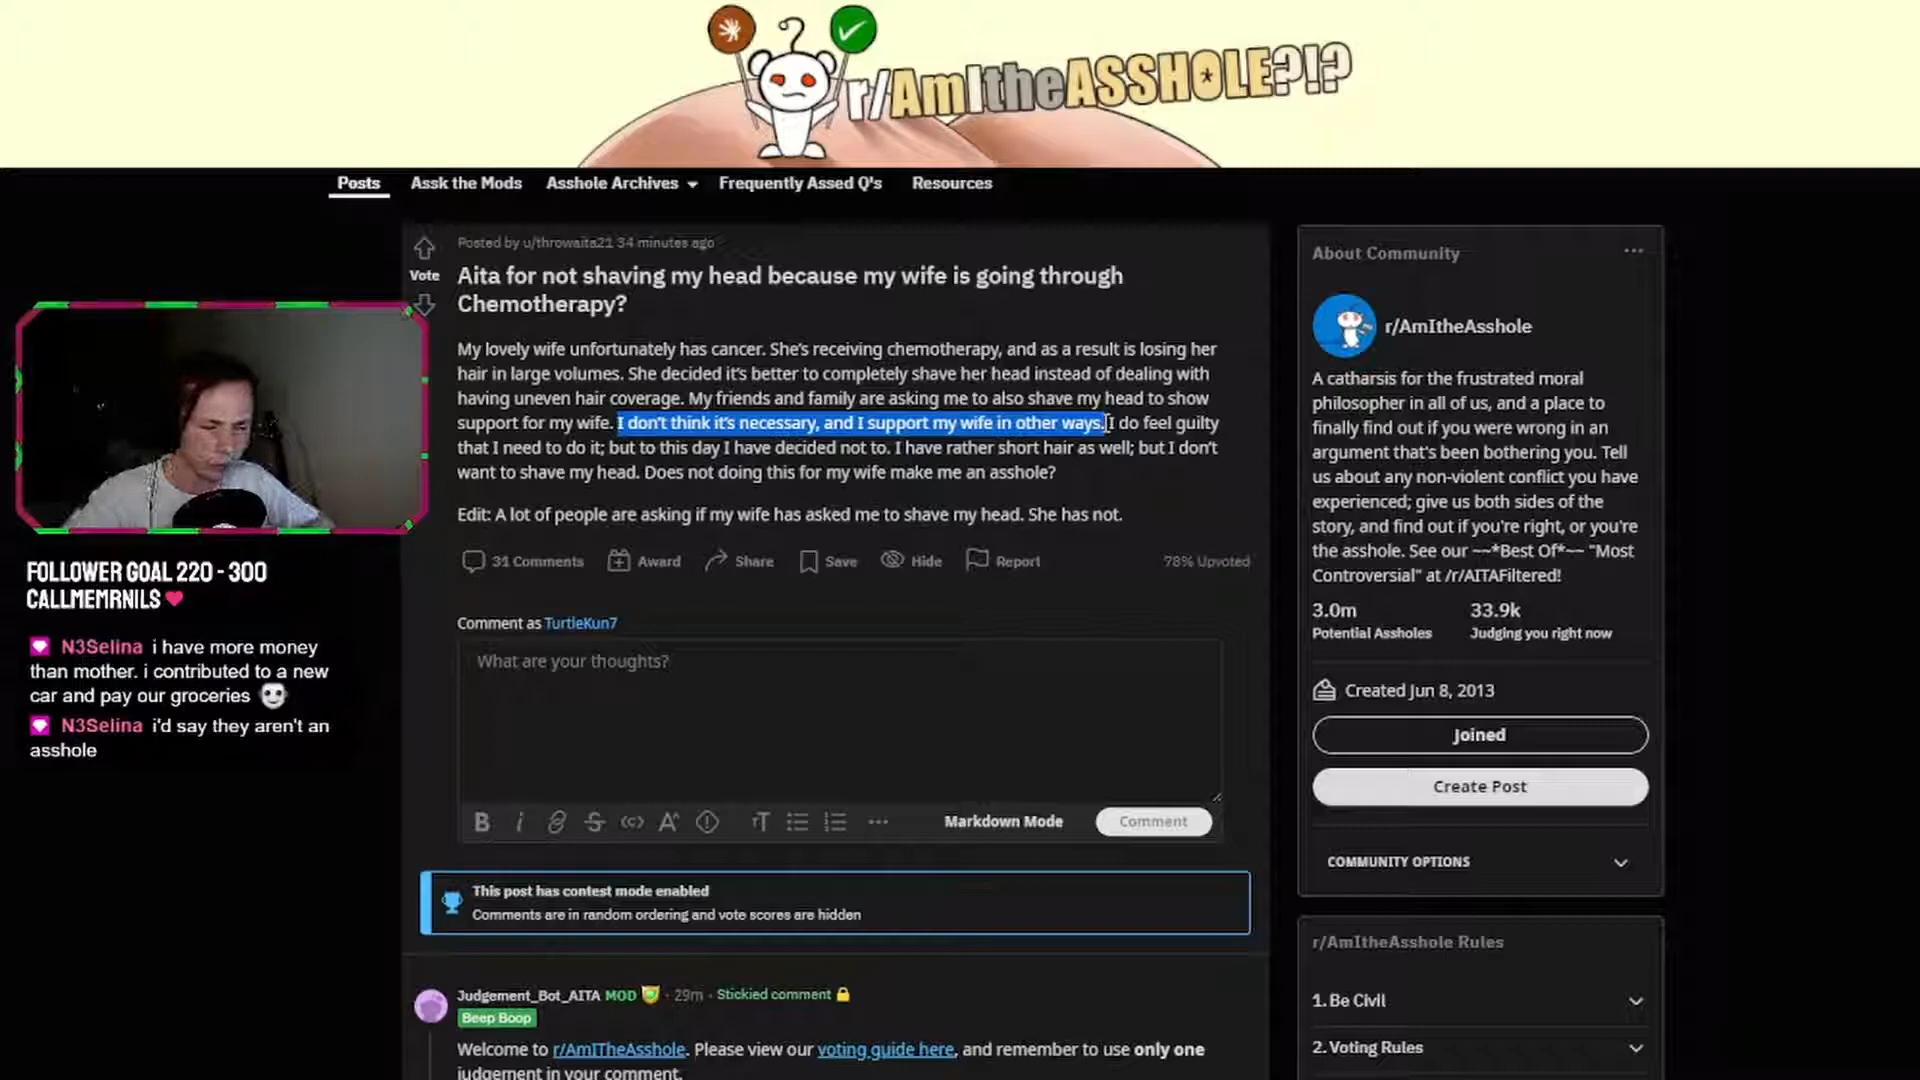 r/AmItheASSHOLE?!?
Posts
Assk the Mods
Asshole Archives
Frequently Assed Q's
Resources
Posted by u/throwaita21 34 minutes ago
Vote
Aita for not shaving my head because my wife is going through
Chemotherapy?
My lovely wife unfortunately has cancer. She's receiving chemotherapy, and as a result is losing her
hair in large volumes. She decided it's better to completely shave her head instead of dealing with
having uneven hair coverage. My friends and family are asking me to also shave my head to show
support for my wife. I don't think it's necessary, and I support my wife in other ways. I do feel guilty
that I need to do it; but to this day I have decided not to. I have rather short hair as well; but I don't
want to shave my head. Does not doing this for my wife make me an asshole?
Edit: A lot of people are asking if my wife has asked me to shave my head. She has not.
31 Comments
Award
Share
Save
Hide
Report
78% Upvoted
Comment as TurtleKun7
What are your thoughts?
Markdown Mode
Comment
This post has contest mode enabled
Comments are in random ordering and vote scores are hidden
Judgement_Bot_AITA MOD · 29m · Stickied comment
Beep Boop
Welcome to r/AmITheAsshole. Please view our voting guide here, and remember to use only one
judgement in your comment.
FOLLOWER GOAL 220 - 300
CALLMEMRNILS
N3Selina i have more money
than mother. i contributed to a new
car and pay our groceries
N3Selina i'd say they aren't an
asshole
About Community
r/AmItheAsshole
A catharsis for the frustrated moral
philosopher in all of us, and a place to
finally find out if you were wrong in an
argument that's been bothering you. Tell
us about any non-violent conflict you have
experienced; give us both sides of the
story, and find out if you're right, or you're
the asshole. See our ~~*Best Of*~~ "Most
Controversial" at /r/AITAFiltered!
3.0m
Potential Assholes
33.9k
Judging you right now
Created Jun 8, 2013
Joined
Create Post
COMMUNITY OPTIONS
r/AmItheAsshole Rules
1. Be Civil
2. Voting Rules